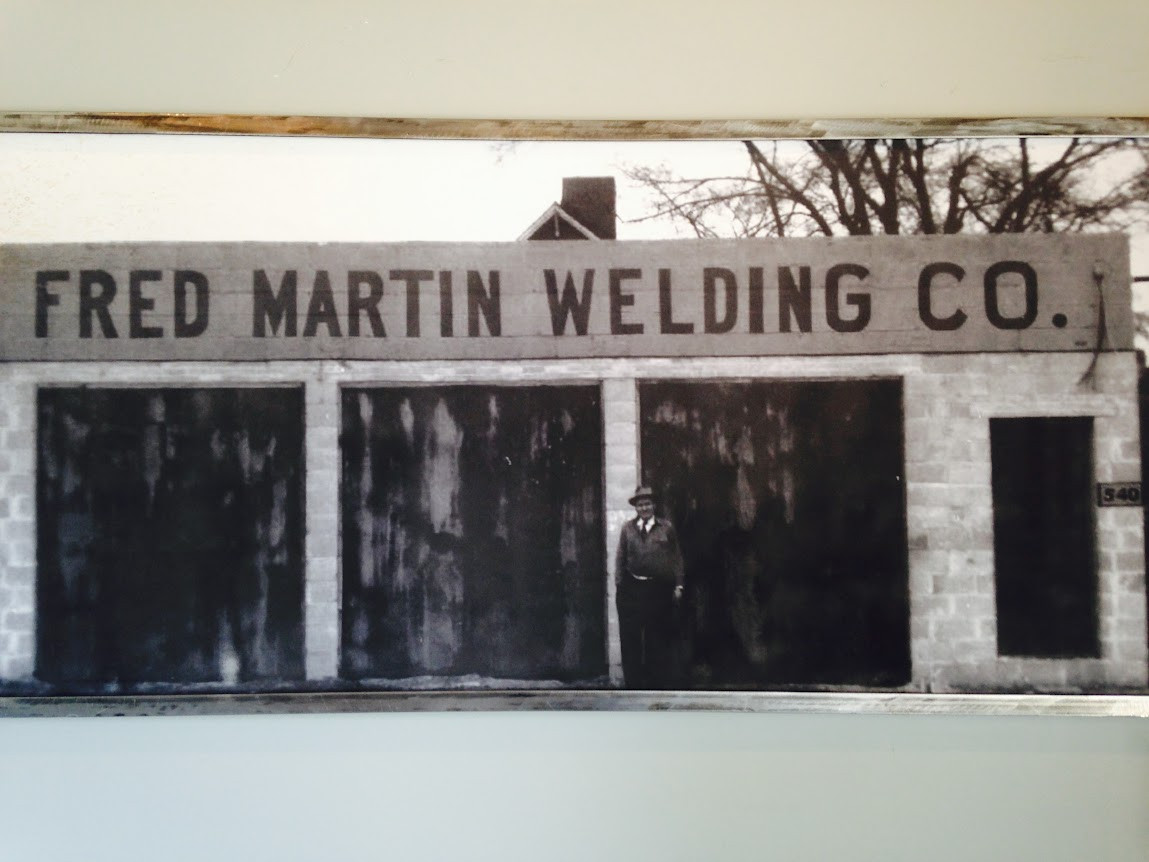 FRED MARTIN WELDING CO.
540